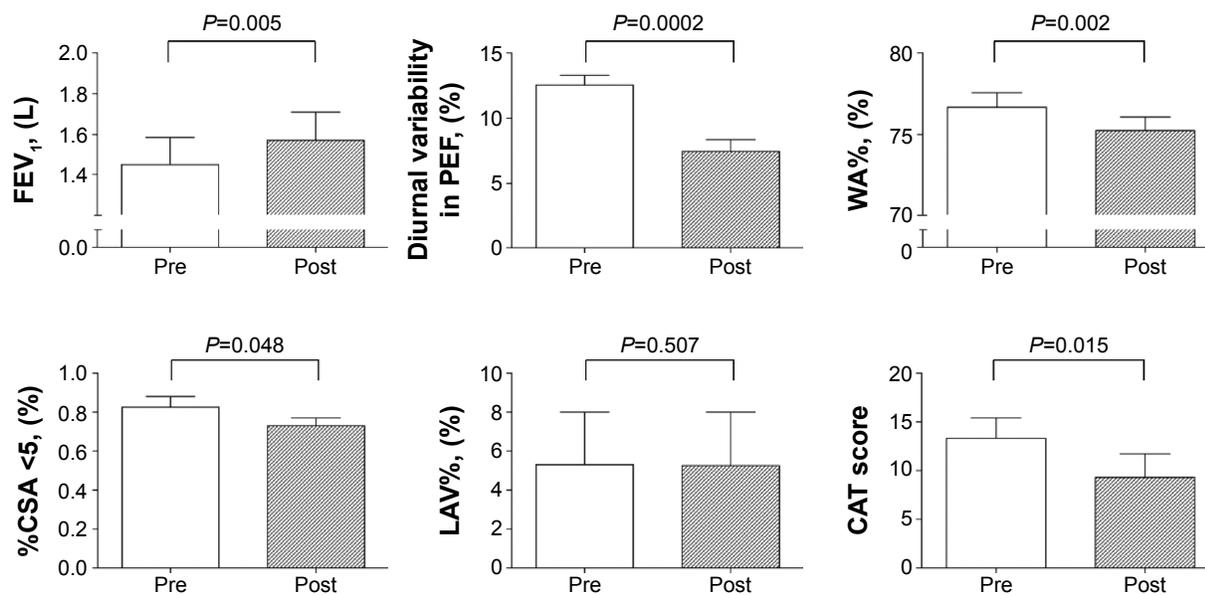 P=0.005
FEV1, (L)
2.0
1.8
1.6
1.4
0.0
Pre Post
P=0.0002
Diurnal variability
in PEF, (%)
15
10
5
0
Pre Post
P=0.002
WA%, (%)
80
75
70
0
Pre Post
P=0.048
%CSA <5, (%)
1.0
0.8
0.6
0.4
0.2
0.0
Pre Post
P=0.507
LAV%, (%)
10
8
6
4
2
0
Pre Post
P=0.015
CAT score
20
15
10
5
0
Pre Post